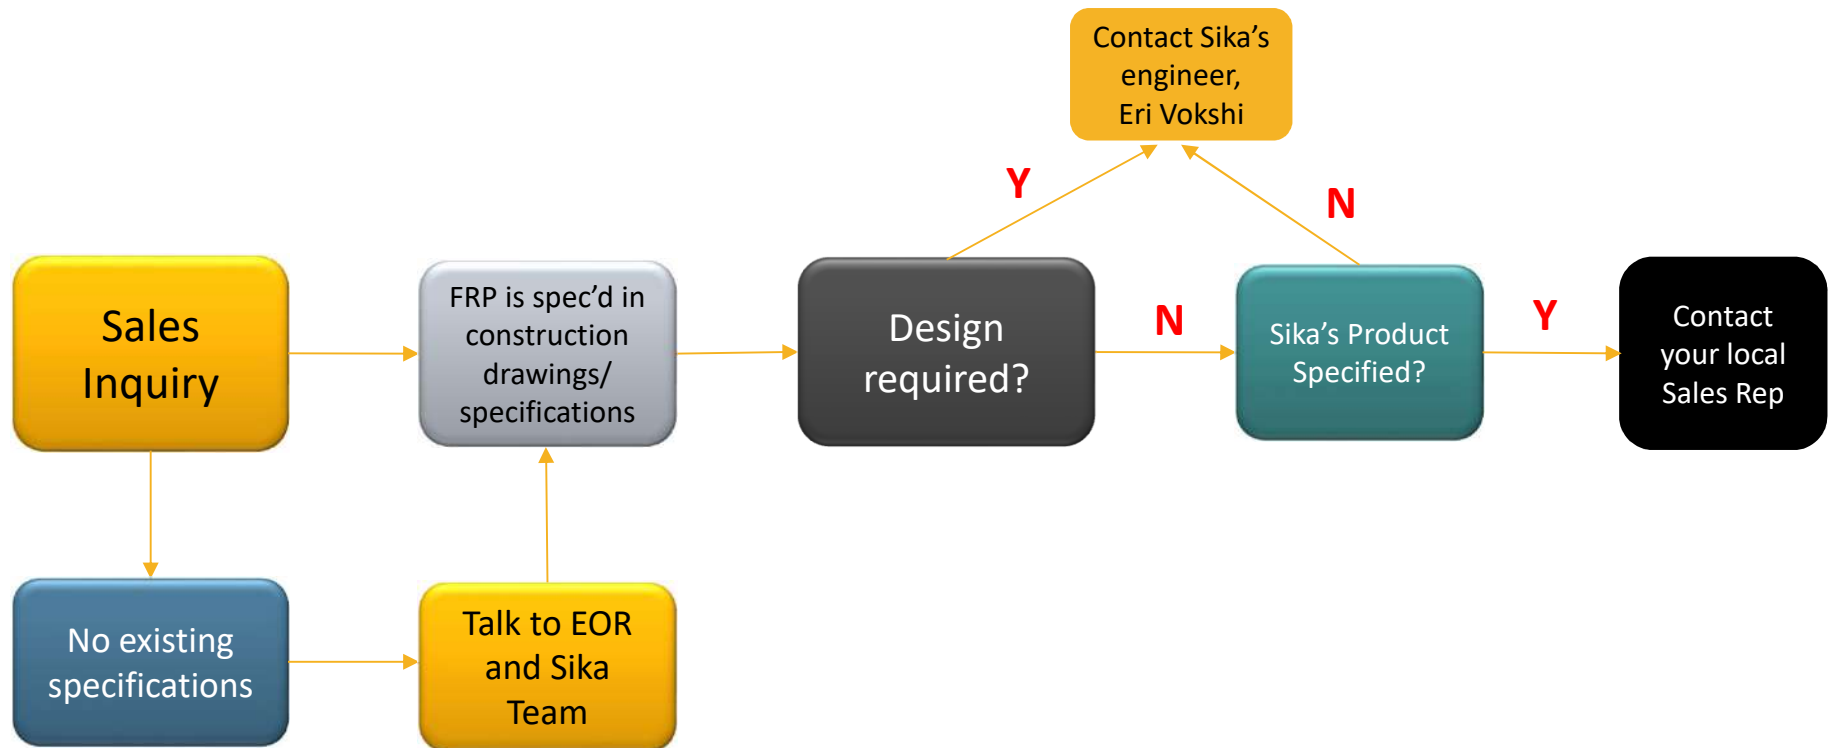 Contact Sika’s
engineer,
Eri Vokshi
Y
N
Sales
Inquiry
FRP is spec’d in
construction
drawings/
specifications
Design
required?
N
Sika’s Product
Specified?
Y
Contact
your local
Sales Rep
No existing
specifications
Talk to EOR
and Sika
Team